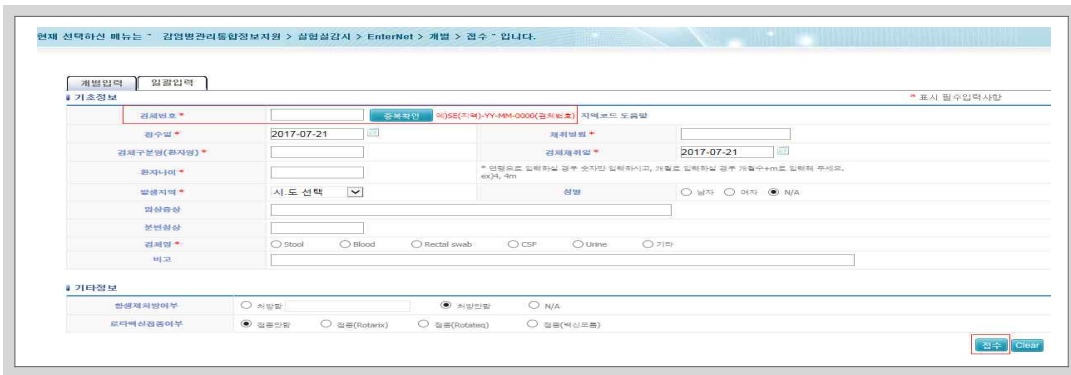 현재 선택하신 메뉴는 " 감염병관리통합정보지원 > 실험실감시 > EnterNet > 개별 > 접수 " 입니다.
개별입력 일괄입력
기초정보 * 표시 필수입력사항
검체번호 * 중복확인 예)SE(지역)-YY-MM-0000(검체번호) 지역코드 도움말
접수일 * 2017-07-21 채취병원 *
검체구분명(환자명) * 검체채취일 * 2017-07-21
환자나이 * * 연령으로 입력하실 경우 숫자만 입력하시고, 개월로 입력하실 경우 개월수+m로 입력해 주세요.
ex)4, 4m
발생지역 * 시.도 선택 성별 남자 여자 N/A
임상증상
분변성상
검체명 * Stool Blood Rectal swab CSF Urine 기타
비고
기타정보
항생제처방여부 처방함 처방안함 N/A
로타백신접종여부 접종안함 접종(Rotarix) 접종(Rotateq) 접종(백신모름)
접수 Clear